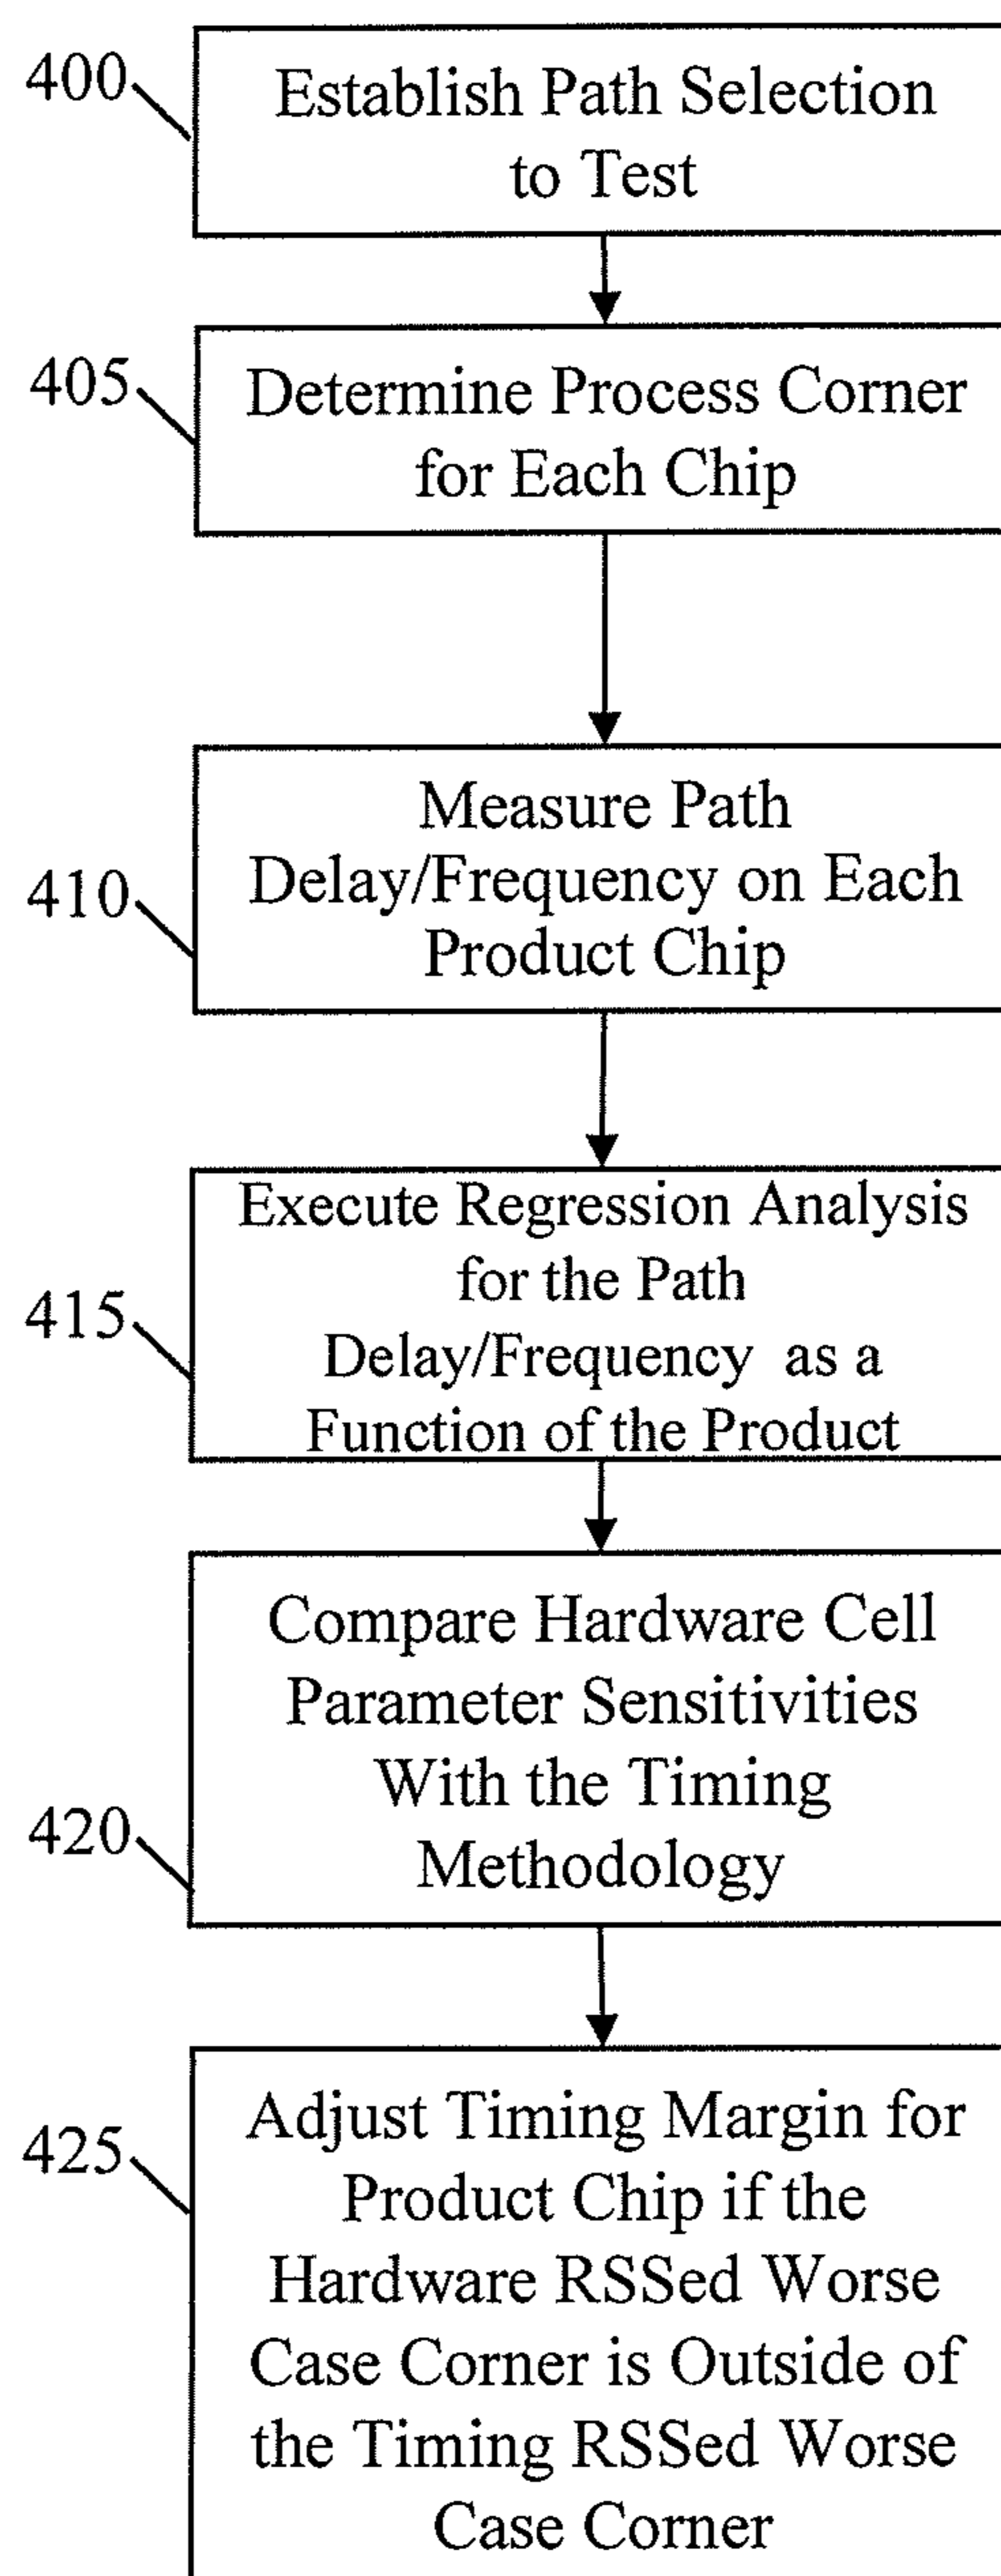 400
Establish Path Selection
to Test
405
Determine Process Corner
for Each Chip
410
Measure Path
Delay/Frequency on Each
Product Chip
415
Execute Regression Analysis
for the Path
Delay/Frequency as a
Function of the Product
420
Compare Hardware Cell
Parameter Sensitivities
With the Timing
Methodology
425
Adjust Timing Margin for
Product Chip if the
Hardware RSSed Worse
Case Corner is Outside of
the Timing RSSed Worse
Case Corner